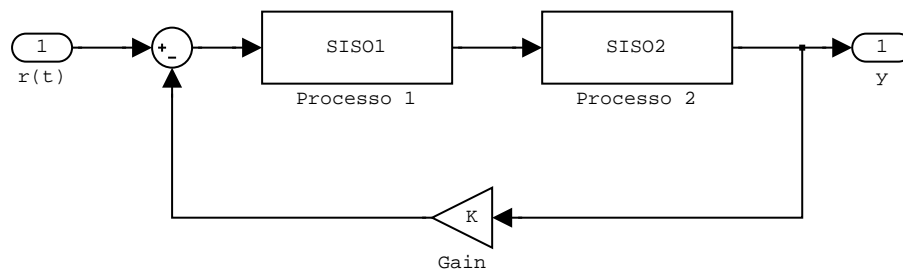 1
r(t)
+
-
SISO1
Processo 1
SISO2
Processo 2
1
y
K
Gain